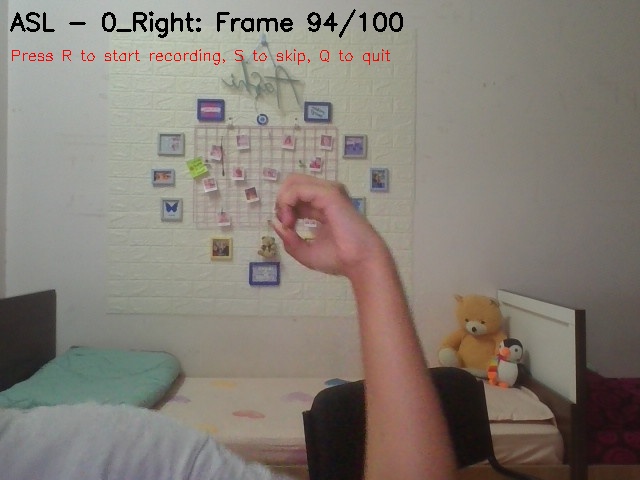 ASL - 0_Right: Frame 94/100
Press R to start recording, S to skip, Q to quit